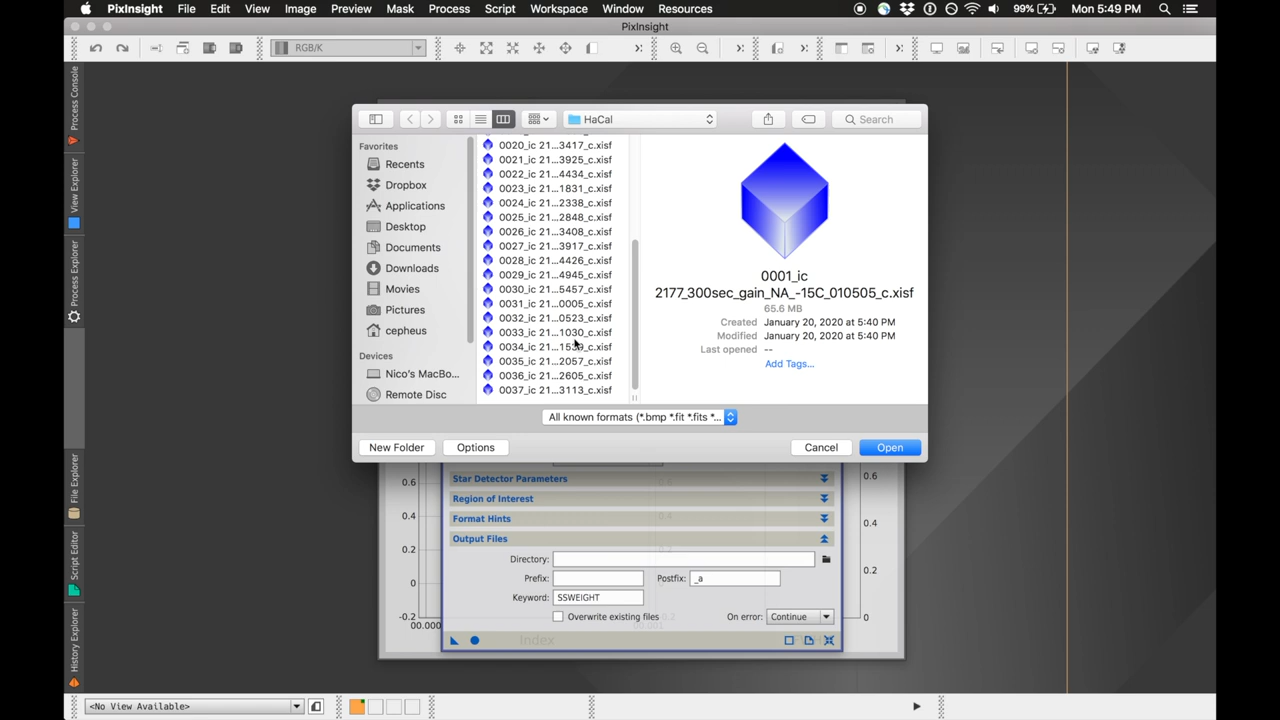 PixInsight File Edit View Image Preview Mask Process Script Workspace Window Resources 99% Mon 5:49 PM
PixInsight
RGB/K
Process Console
View Explorer
Process Explorer
File Explorer
Script Editor
History Explorer
HaCal
Search
Favorites
Recents
Dropbox
Applications
Desktop
Documents
Downloads
Movies
Pictures
cepheus
Devices
Nico's MacBo...
Remote Disc
0020_ic 21...3417_c.xisf
0021_ic 21...3925_c.xisf
0022_ic 21...4434_c.xisf
0023_ic 21...1831_c.xisf
0024_ic 21...2338_c.xisf
0025_ic 21...2848_c.xisf
0026_ic 21...3408_c.xisf
0027_ic 21...3917_c.xisf
0028_ic 21...4426_c.xisf
0029_ic 21...4945_c.xisf
0030_ic 21...5457_c.xisf
0031_ic 21...0005_c.xisf
0032_ic 21...0523_c.xisf
0033_ic 21...1030_c.xisf
0034_ic
0035_ic 21...2057_c.xisf
0036_ic 21...2605_c.xisf
0037_ic 21...3113_c.xisf
0001_ic
2177_300sec_gain_NA_-15C_010505_c.xisf
65.6 MB
Created January 20, 2020 at 5:40 PM
Modified January 20, 2020 at 5:40 PM
Last opened --
Add Tags...
All known formats (*.bmp *.fit *.fits *...
New Folder Options Cancel Open
Star Detector Parameters
Region of Interest
Format Hints
Output Files
Directory:
Prefix: Postfix: _a
Keyword: SSWEIGHT
Overwrite existing files On error: Continue
Index
0.6
0.4
0.2
0
-0.2
00.000
00.001
0.6
0.4
0.2
0
<No View Available>